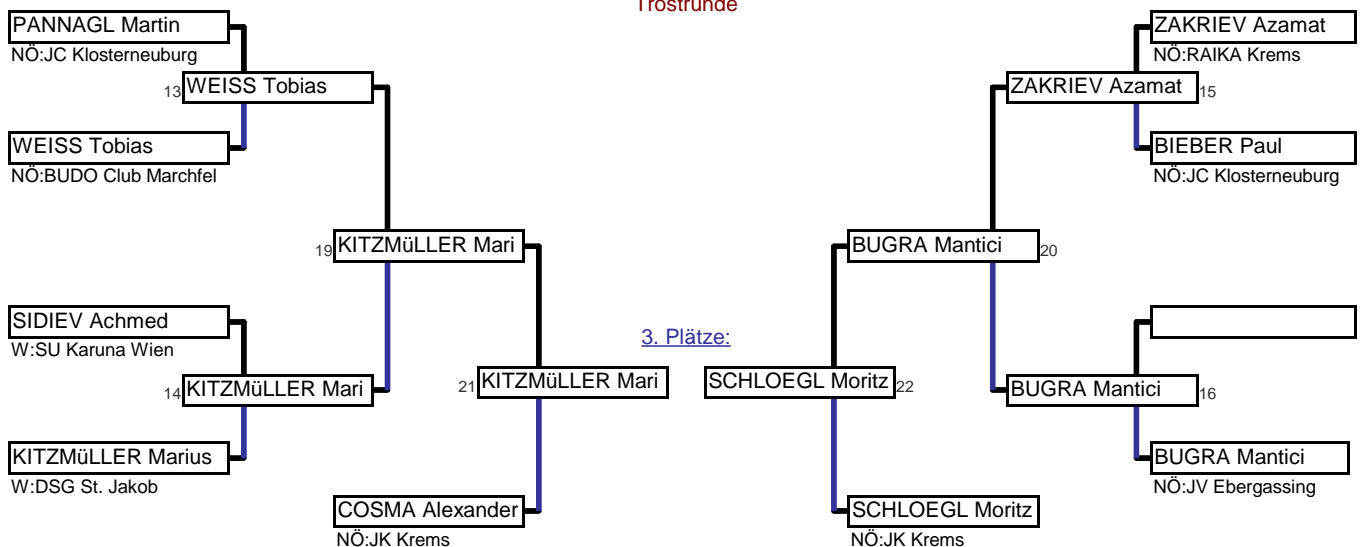 Trostrunde
PANNAGL Martin
NÖ:JC Klosterneuburg
13 WEISS Tobias
WEISS Tobias
NÖ:BUDO Club Marchfel
19 KITZMüLLER Mari
SIDIEV Achmed
W:SU Karuna Wien
14 KITZMüLLER Mari
KITZMüLLER Marius
W:DSG St. Jakob
21 KITZMüLLER Mari
COSMA Alexander
NÖ:JK Krems
3. Plätze:
ZAKRIEV Azamat
NÖ:RAIKA Krems
ZAKRIEV Azamat 15
BIEBER Paul
NÖ:JC Klosterneuburg
BUGRA Mantici 20
SCHLOEGL Moritz 22
BUGRA Mantici 16
BUGRA Mantici
NÖ:JV Ebergassing
SCHLOEGL Moritz
NÖ:JK Krems